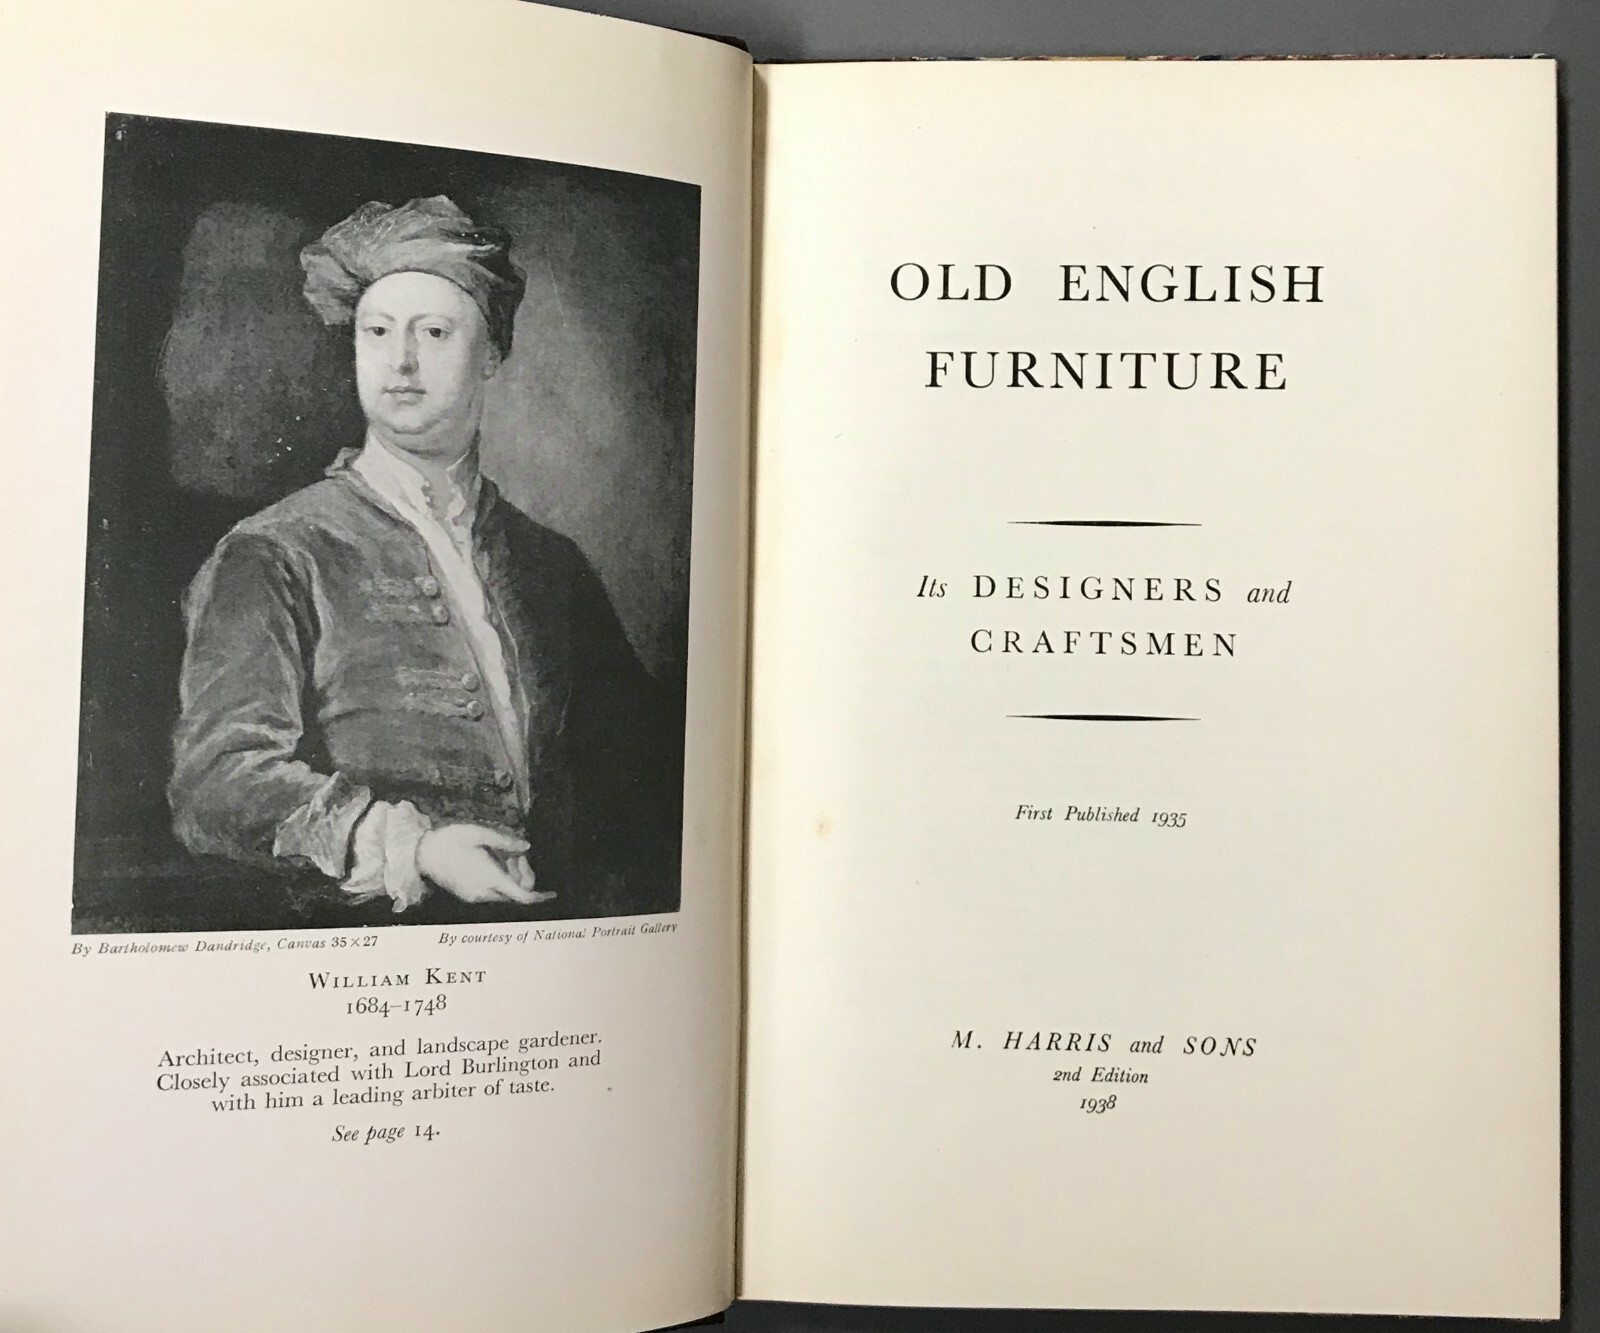 By Bartholomew Dandridge, Canvas 35 × 27
By courtesy of National Portrait Gallery
WILLIAM KENT
1684–1748
Architect, designer, and landscape gardener.
Closely associated with Lord Burlington and
with him a leading arbiter of taste.
See page 14.
OLD ENGLISH
FURNITURE
Its DESIGNERS and
CRAFTSMEN
First Published 1935
M. HARRIS and SONS
2nd Edition
1938